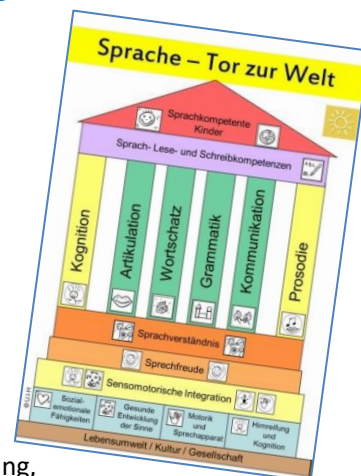 Sprache – Tor zur Welt
Sprachkompetente
Kinder
Sprach- Lese- und Schreibkompetenzen
Kognition
Artikulation
Wortschatz
Grammatik
Kommunikation
Prosodie
Sprachverständnis
Sprechfreude
Sensomotorische Integration
Sozial-
emotionale
Fähigkeiten
Gesunde
Entwicklung
der Sinne
Motorik
und
Sprechapparat
Hirnreifung
und
Kognition
Lebensumwelt / Kultur / Gesellschaft
ng,